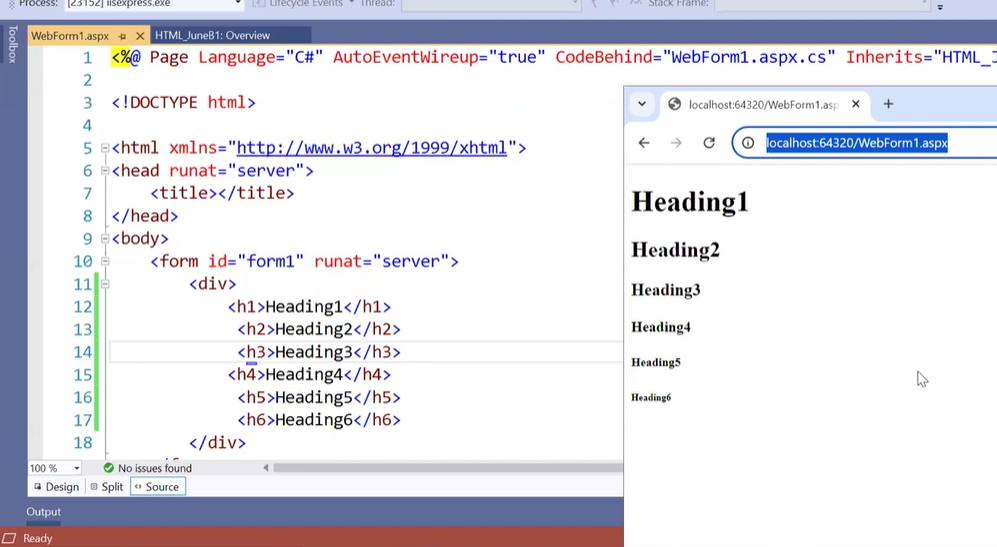 Process: [23152] iisexpress.exe Lifecycle Events Thread: Stack Frame:
Toolbox
WebForm1.aspx HTML_JuneB1: Overview
1 <%@ Page Language="C#" AutoEventWireup="true" CodeBehind="WebForm1.aspx.cs" Inherits="HTML_J
2
3 <!DOCTYPE html>
4
5 <html xmlns="http://www.w3.org/1999/xhtml">
6 <head runat="server">
7 <title></title>
8 </head>
9 <body>
10 <form id="form1" runat="server">
11 <div>
12 <h1>Heading1</h1>
13 <h2>Heading2</h2>
14 <h3>Heading3</h3>
15 <h4>Heading4</h4>
16 <h5>Heading5</h5>
17 <h6>Heading6</h6>
18 </div>
100 % No issues found
Design Split Source
Output
Ready
localhost:64320/WebForm1.asp
localhost:64320/WebForm1.aspx
Heading1
Heading2
Heading3
Heading4
Heading5
Heading6